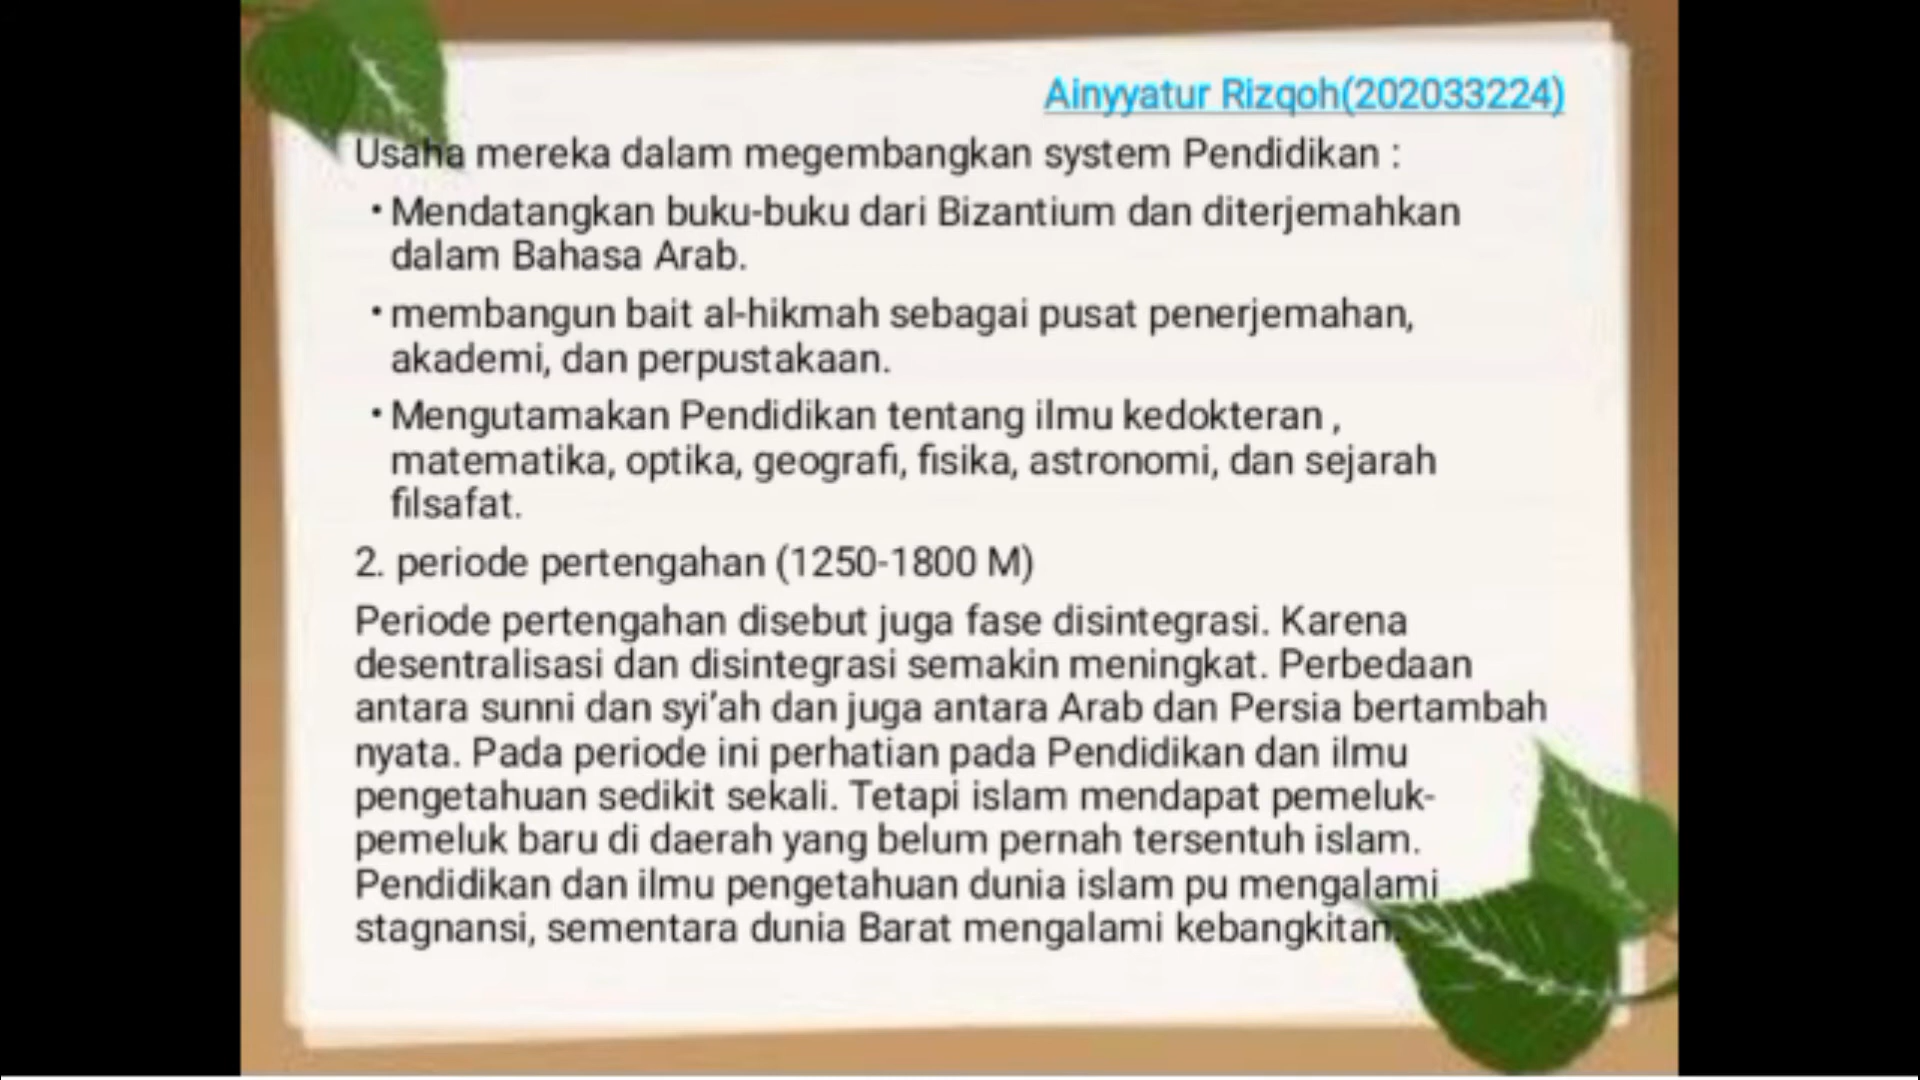 Ainyyatur Rizqoh(202033224)
Usaha mereka dalam megembangkan system Pendidikan :
• Mendatangkan buku-buku dari Bizantium dan diterjemahkan
dalam Bahasa Arab.
• membangun bait al-hikmah sebagai pusat penerjemahan,
akademi, dan perpustakaan.
• Mengutamakan Pendidikan tentang ilmu kedokteran ,
matematika, optika, geografi, fisika, astronomi, dan sejarah
filsafat.
2. periode pertengahan (1250-1800 M)
Periode pertengahan disebut juga fase disintegrasi. Karena
desentralisasi dan disintegrasi semakin meningkat. Perbedaan
antara sunni dan syi’ah dan juga antara Arab dan Persia bertambah
nyata. Pada periode ini perhatian pada Pendidikan dan ilmu
pengetahuan sedikit sekali. Tetapi islam mendapat pemeluk-
pemeluk baru di daerah yang belum pernah tersentuh islam.
Pendidikan dan ilmu pengetahuan dunia islam pu mengalami
stagnansi, sementara dunia Barat mengalami kebangkitan.